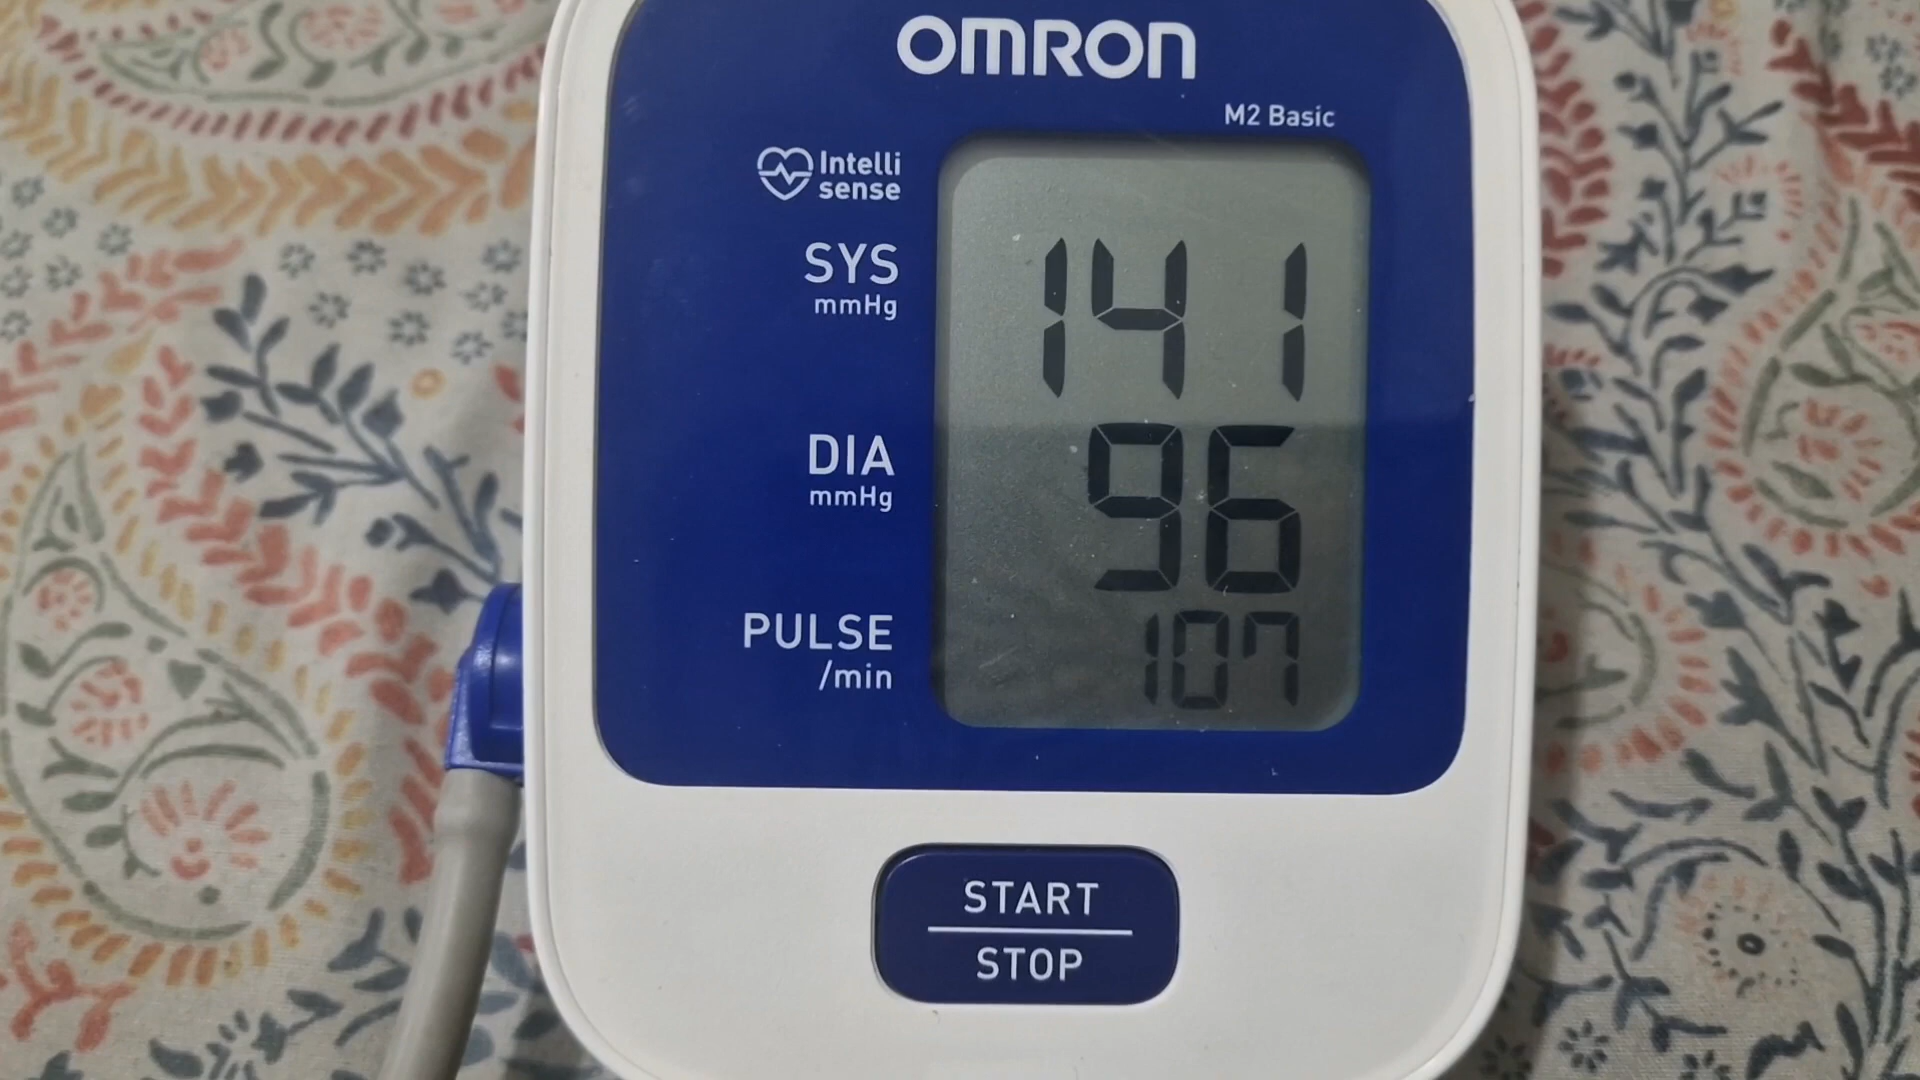 OMRON
M2 Basic
Intelli
sense
SYS
mmHg
141
DIA
mmHg
96
PULSE
/min
107
START
STOP